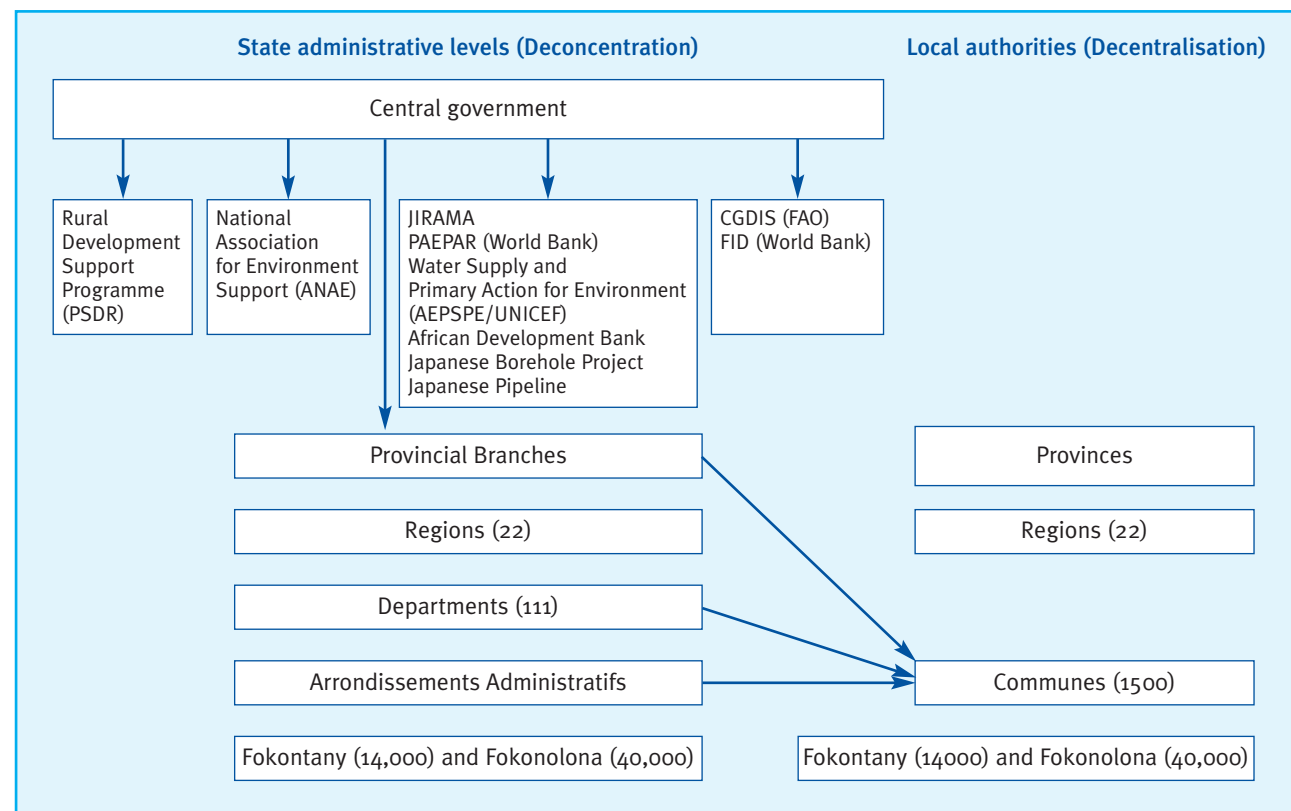 State administrative levels (Deconcentration)
Local authorities (Decentralisation)
Central government
Rural
Development
Support
Programme
(PSDR)
National
Association
for Environment
Support (ANAE)
JIRAMA
PAEPAR (World Bank)
Water Supply and
Primary Action for Environment
(AEPSPE/UNICEF)
African Development Bank
Japanese Borehole Project
Japanese Pipeline
CGDIS (FAO)
FID (World Bank)
Provincial Branches
Provinces
Regions (22)
Regions (22)
Departments (111)
Arrondissements Administratifs
Communes (1500)
Fokontany (14,000) and Fokonolona (40,000)
Fokontany (14000) and Fokonolona (40,000)